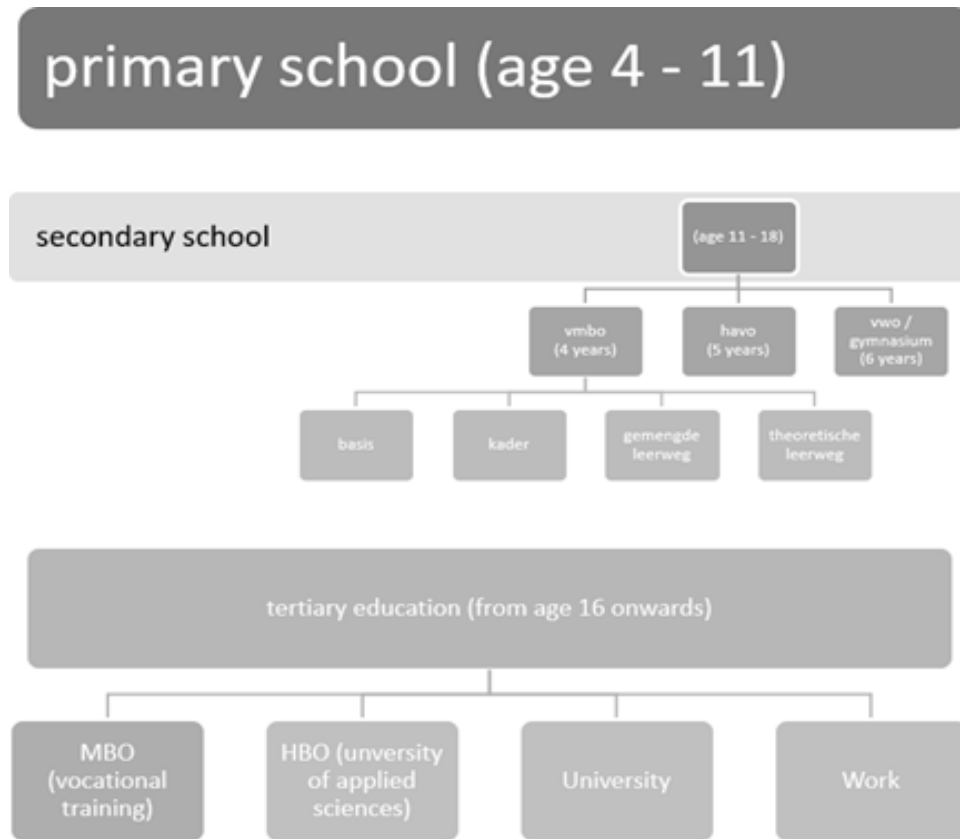 primary school (age 4 - 11)
secondary school
(age 11 - 18)
vmbo
(4 years)
havo
(5 years)
vwo /
gymnasium
(6 years)
basis
kader
gemengde
leerweg
theoretische
leerweg
tertiary education (from age 16 onwards)
MBO
(vocational
training)
HBO (unversity
of applied
sciences)
University
Work